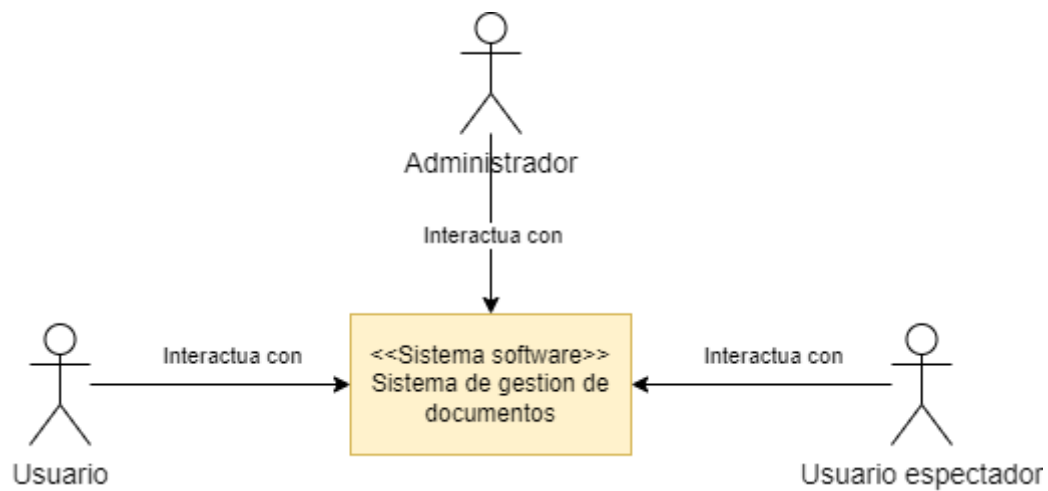 Administrador
Interactua con
Interactua con
<<Sistema software>>
Sistema de gestion de
documentos
Interactua con
Usuario
Usuario espectador